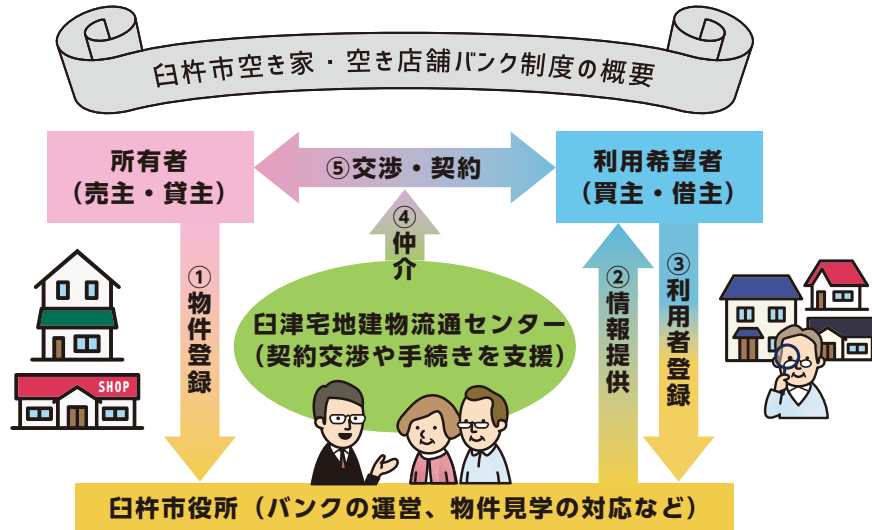 臼杵市空き家・空き店舗バンク制度の概要
所有者
(売主・貸主)
⑤交渉・契約
利用希望者
(買主・借主)
④仲介
①物件登録
②情報提供
③利用者登録
臼津宅地建物流通センター
(契約交渉や手続きを支援)
SHOP
臼杵市役所(バンクの運営、物件見学の対応など)